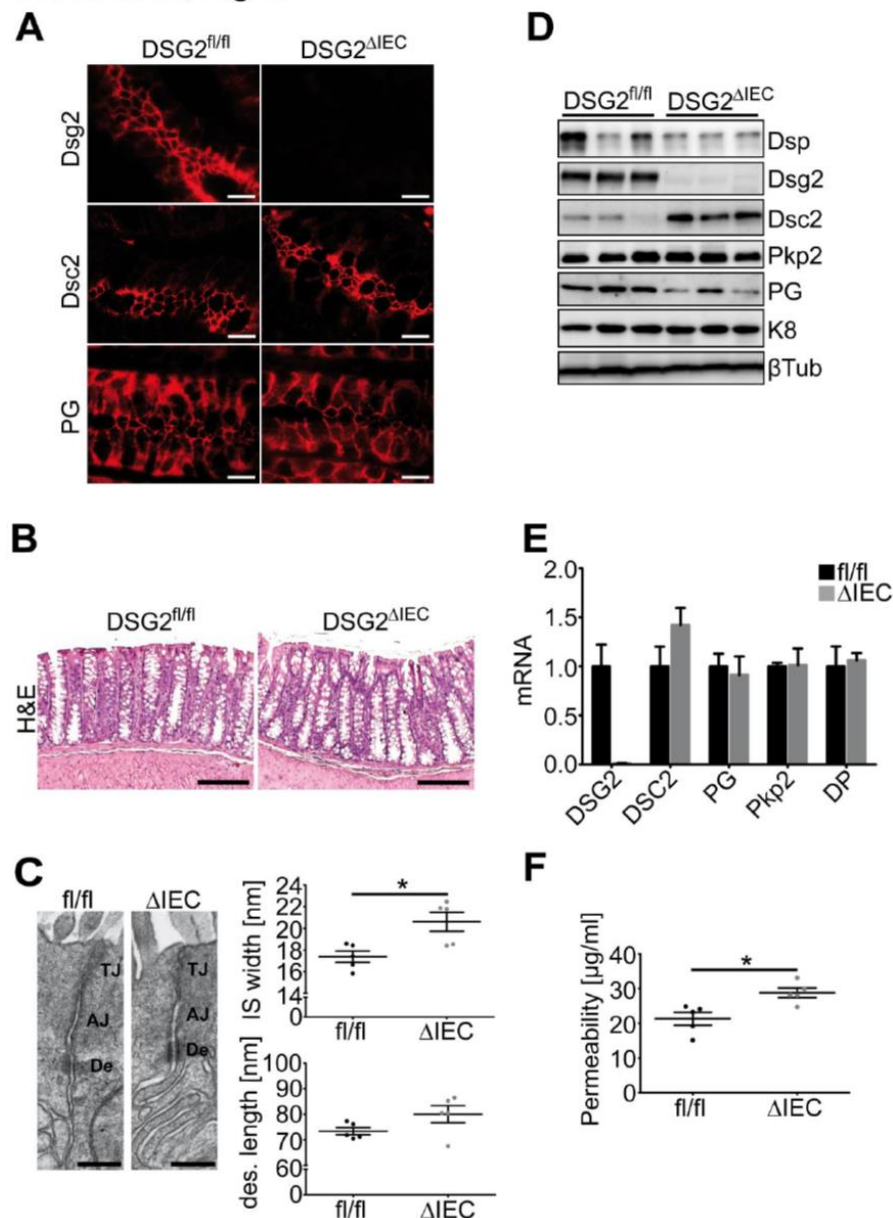 A
DSG2fl/fl
DSG2ΔIEC
Dsg2
Dsc2
PG
D
DSG2fl/fl DSG2ΔIEC
Dsp
Dsg2
Dsc2
Pkp2
PG
K8
βTub
B
DSG2fl/fl
DSG2ΔIEC
H&E
E
fl/fl
ΔIEC
mRNA
2.0
1.5
1.0
0.5
0.0
DSG2
DSC2
PG
Pkp2
DP
C
fl/fl
ΔIEC
TJ
AJ
De
TJ
AJ
De
IS width [nm]
24
22
20
18
16
14
0
*
fl/fl
ΔIEC
des. length [nm]
100
90
80
70
60
0
fl/fl
ΔIEC
F
Permeability [µg/ml]
40
30
20
10
0
*
fl/fl
ΔIEC